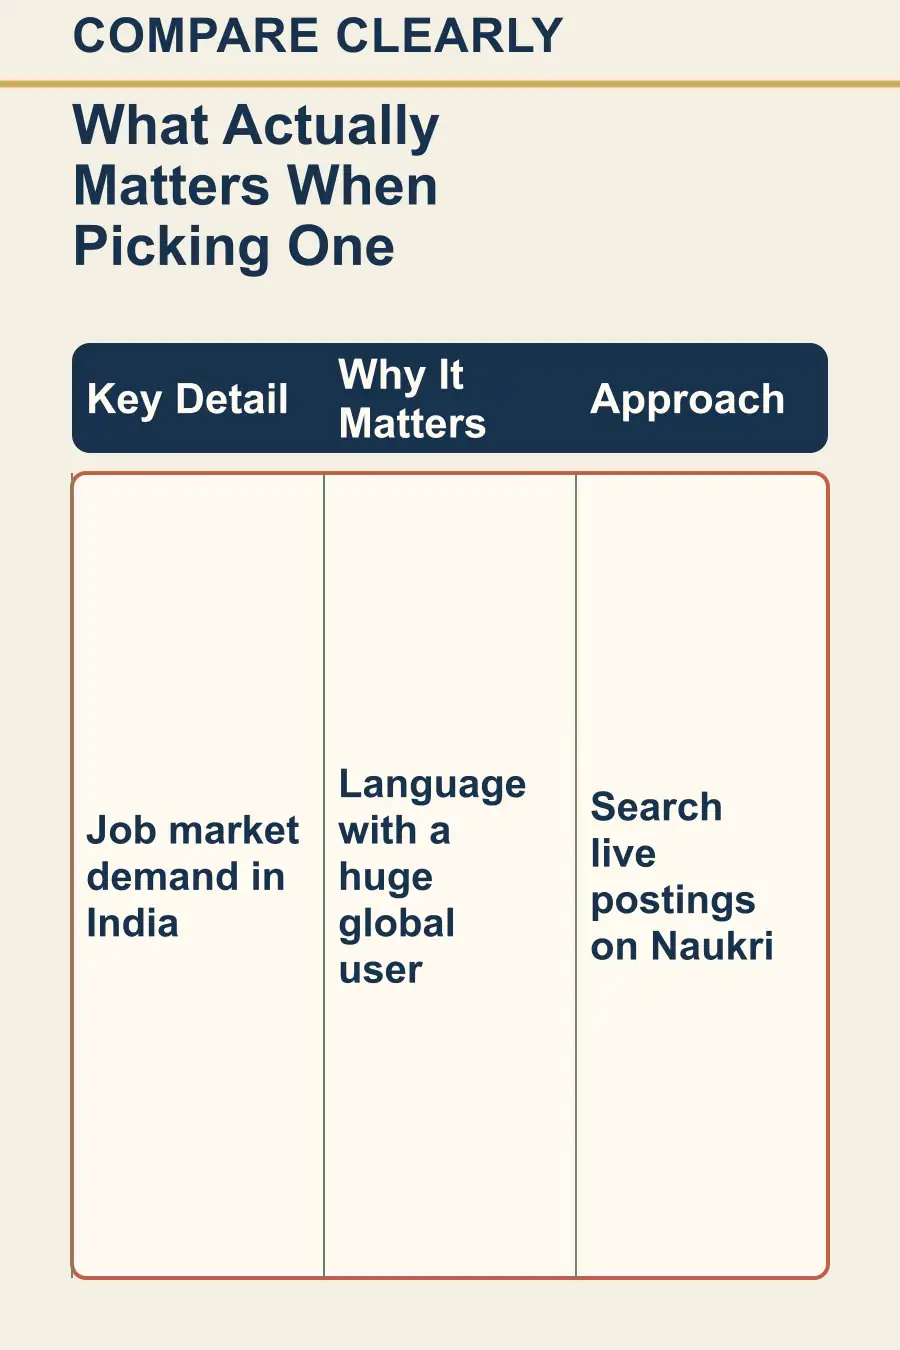 COMPARE CLEARLY
What Actually
Matters When
Picking One
Key Detail
Why It
Matters
Approach
Job market
demand in
India
Language
with a
huge
global
user
Search
live
postings
on Naukri